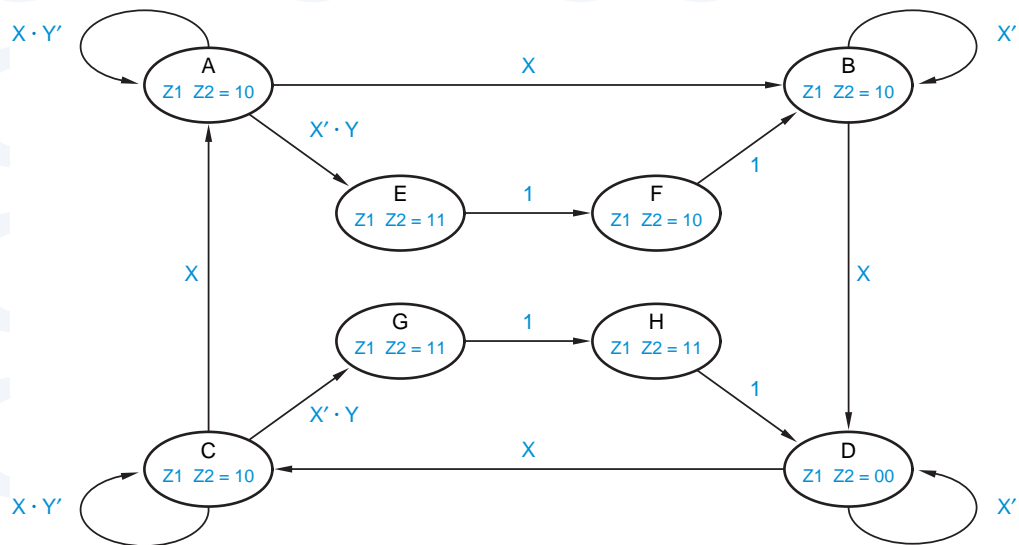 X · Y′
X
X′
A
Z1 Z2 = 10
B
Z1 Z2 = 10
X′ · Y
1
E
Z1 Z2 = 11
1
F
Z1 Z2 = 10
X
X
G
Z1 Z2 = 11
1
H
Z1 Z2 = 11
X′ · Y
1
C
Z1 Z2 = 10
X
D
Z1 Z2 = 00
X · Y′
X′